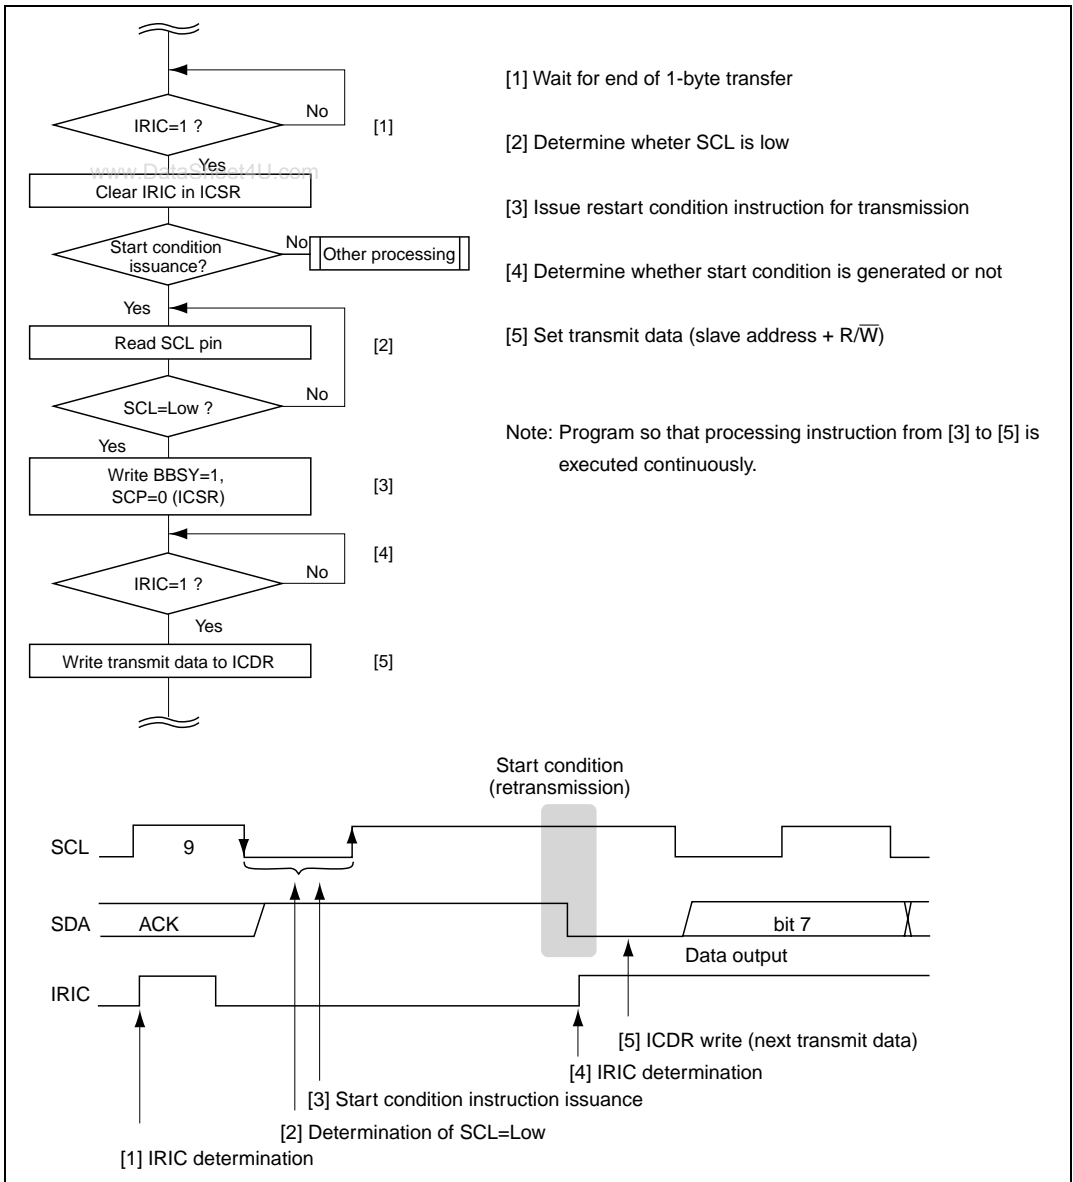 [1] Wait for end of 1-byte transfer
IRIC=1 ?
No
[1]
[2] Determine wheter SCL is low
Yes
www.DataSheet4U.com
Clear IRIC in ICSR
[3] Issue restart condition instruction for transmission
Start condition
issuance?
No
Other processing
[4] Determine whether start condition is generated or not
Yes
Read SCL pin
[2]
[5] Set transmit data (slave address + R/W̅)
SCL=Low ?
No
Note: Program so that processing instruction from [3] to [5] is
executed continuously.
Yes
Write BBSY=1,
SCP=0 (ICSR)
[3]
[4]
IRIC=1 ?
No
Yes
Write transmit data to ICDR
[5]
Start condition
(retransmission)
SCL
9
SDA
ACK
bit 7
Data output
IRIC
[5] ICDR write (next transmit data)
[4] IRIC determination
[3] Start condition instruction issuance
[2] Determination of SCL=Low
[1] IRIC determination